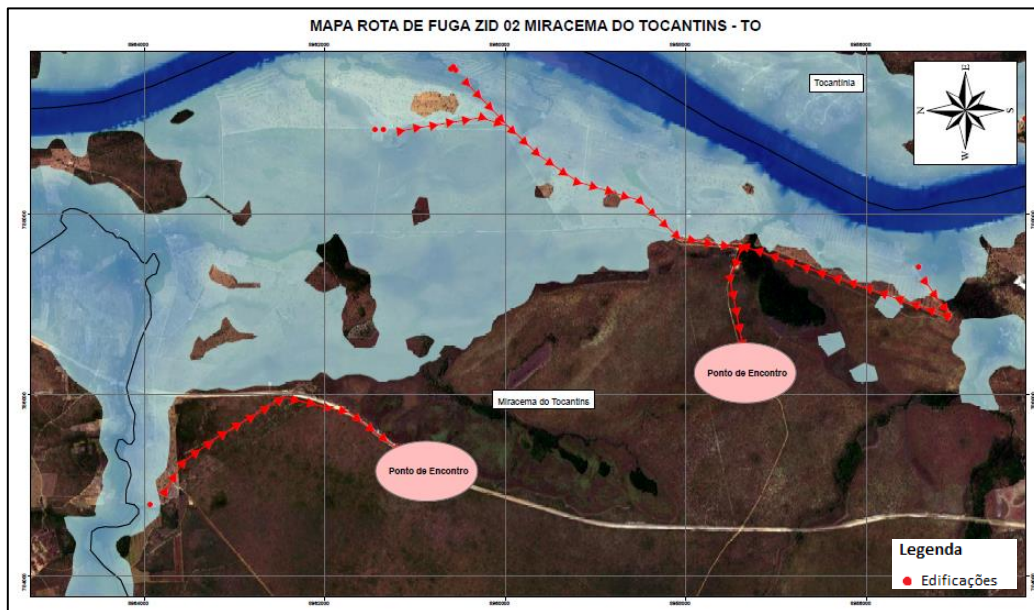 MAPA ROTA DE FUGA ZID 02 MIRACEMA DO TOCANTINS - TO
Tocantínia
E
N
S
W
Ponto de Encontro
Miracema do Tocantins
Ponto de Encontro
Legenda
Edificações